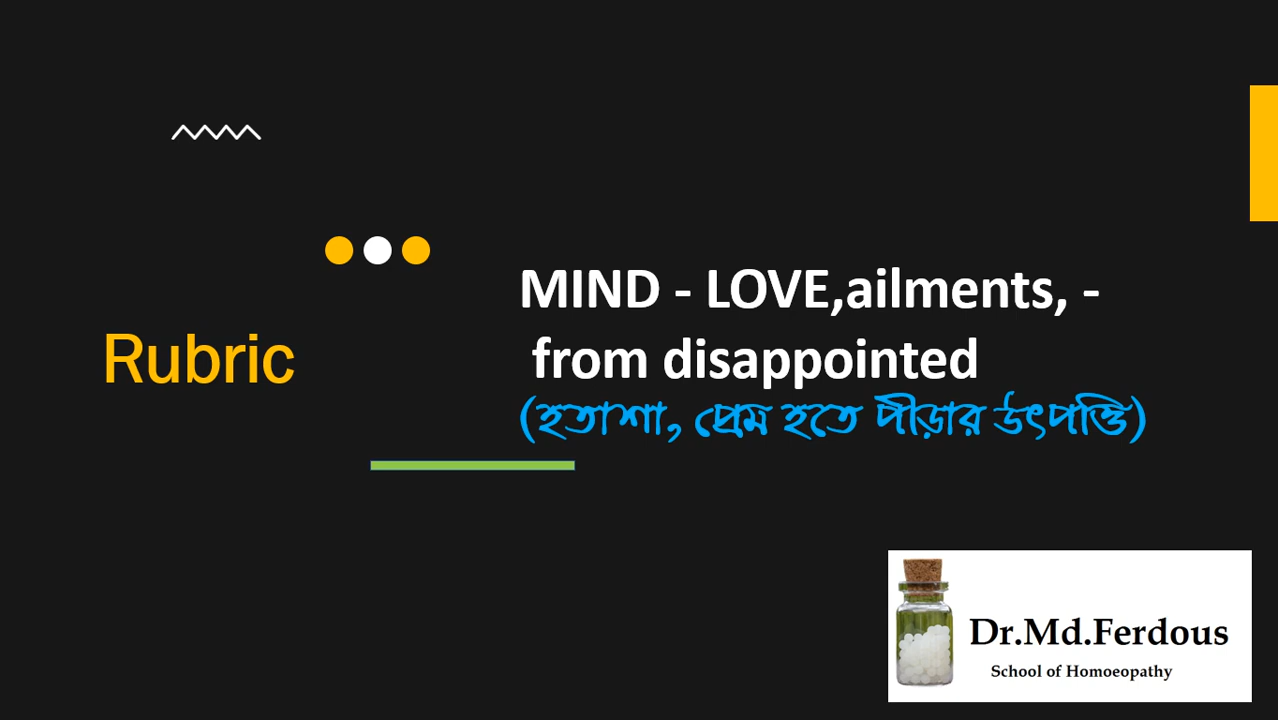 Rubric
MIND - LOVE,ailments, -
from disappointed
(হতাশা, প্রেম হতে পীড়ার উৎপত্তি)
Dr.Md.Ferdous
School of Homoeopathy